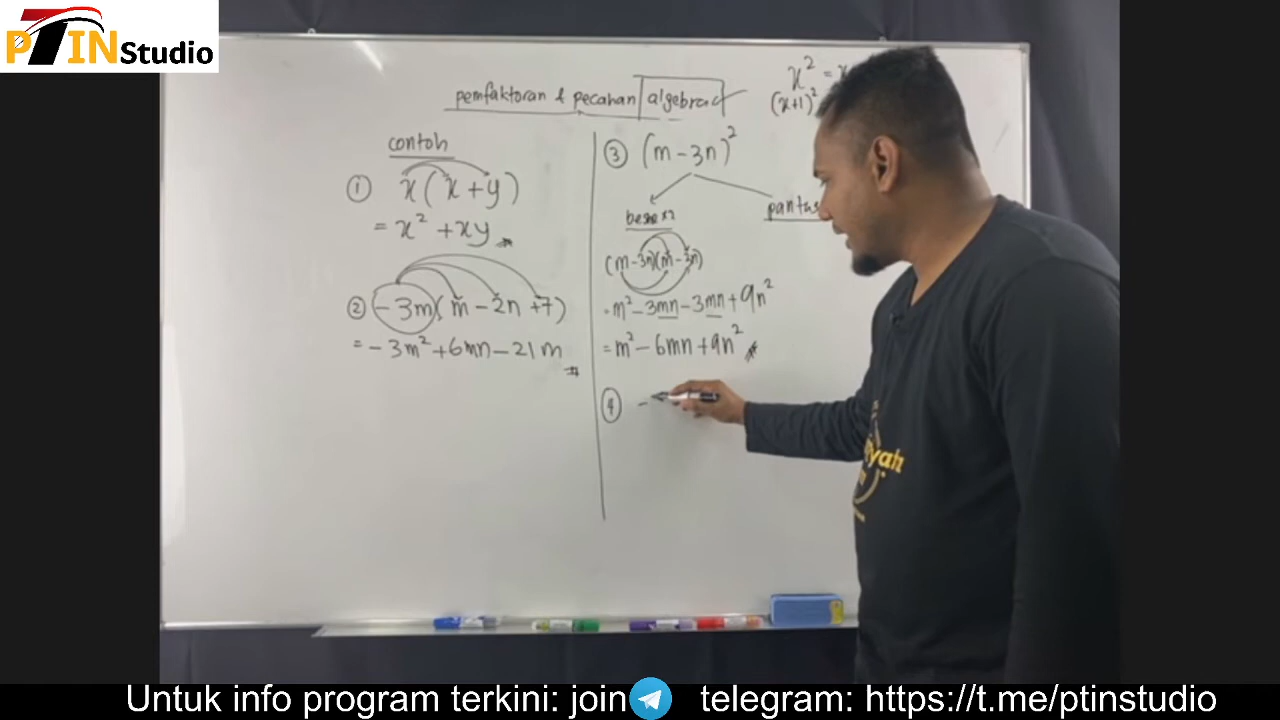 PTIN Studio
pemfaktoran & pecahan algebra
x² = x
(x+1)²
contoh
① x(x+y)
= x² + xy
② -3m(m - 2n + 7)
= -3m² + 6mn - 21m
③ (m - 3n)²
pantas
(m-3n)(m-3n)
= m² - 3mn - 3mn + 9n²
= m² - 6mn + 9n²
④ -
Untuk info program terkini: join telegram: https://t.me/ptinstudio